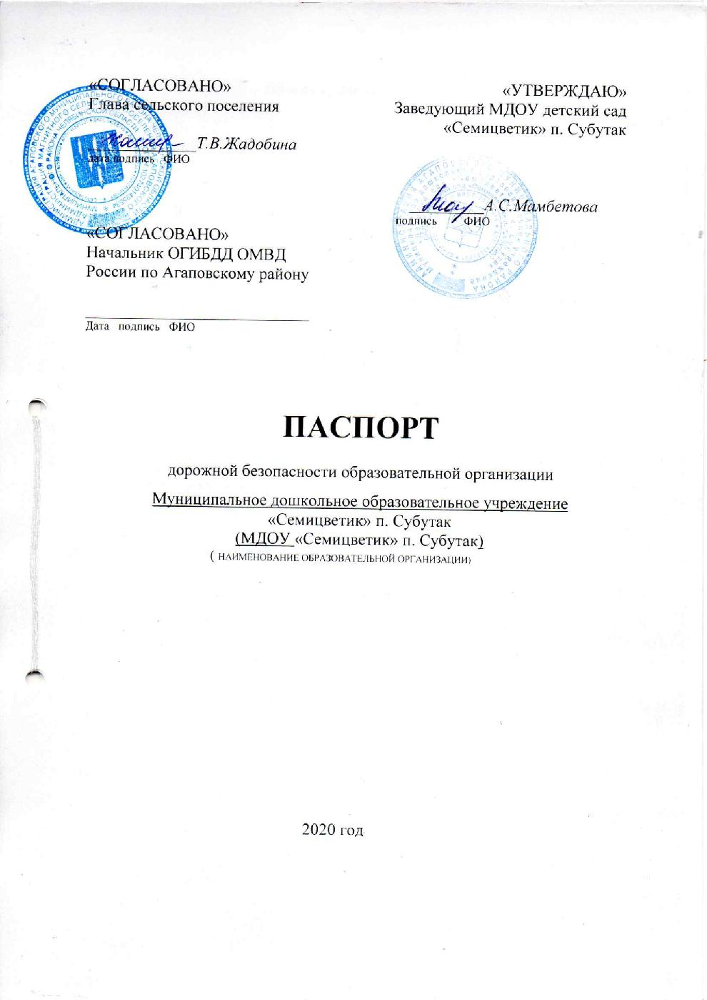 «СОГЛАСОВАНО»
Глава сельского поселения
Т.В.Жадобина
дата подпись ФИО
«УТВЕРЖДАЮ»
Заведующий МДОУ детский сад
«Семицветик» п. Субутак
А.С.Мамбетова
подпись ФИО
«СОГЛАСОВАНО»
Начальник ОГИБДД ОМВД
России по Агаповскому району
Дата подпись ФИО
ПАСПОРТ
дорожной безопасности образовательной организации
Муниципальное дошкольное образовательное учреждение
«Семицветик» п. Субутак
(МДОУ «Семицветик» п. Субутак)
( НАИМЕНОВАНИЕ ОБРАЗОВАТЕЛЬНОЙ ОРГАНИЗАЦИИ)
2020 год